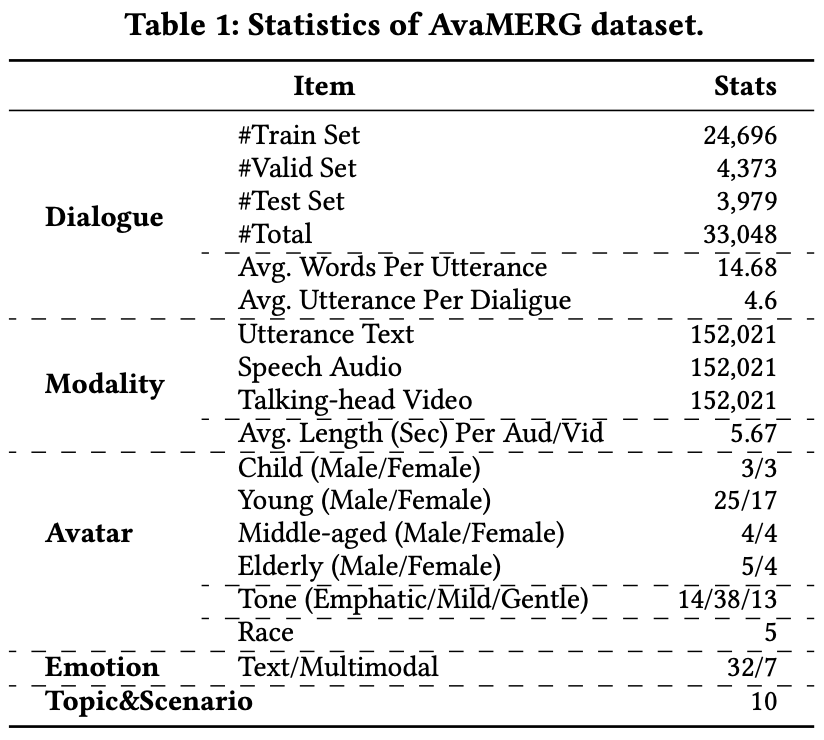 Table 1: Statistics of AvaMERG dataset.
Item Stats
Dialogue
#Train Set 24,696
#Valid Set 4,373
#Test Set 3,979
#Total 33,048
Avg. Words Per Utterance 14.68
Avg. Utterance Per Dialigue 4.6
Modality
Utterance Text 152,021
Speech Audio 152,021
Talking-head Video 152,021
Avg. Length (Sec) Per Aud/Vid 5.67
Avatar
Child (Male/Female) 3/3
Young (Male/Female) 25/17
Middle-aged (Male/Female) 4/4
Elderly (Male/Female) 5/4
Tone (Emphatic/Mild/Gentle) 14/38/13
Race 5
Emotion Text/Multimodal 32/7
Topic&Scenario 10